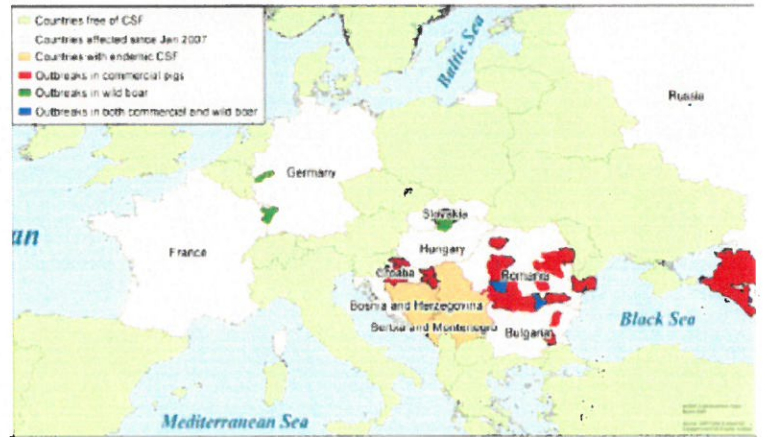 Countries free of CSF
Countries affected since Jan 2007
Countries with endemic CSF
Outbreaks in commercial pigs
Outbreaks in wild boar
Outbreaks in both commercial and wild boar
Baltic Sea
Russia
Germany
Slovakia
an
France
Hungary
Croatia
Romania
Bosnia and Herzegovina
Black Sea
Serbia and Montenegro
Bulgaria
Mediterranean Sea